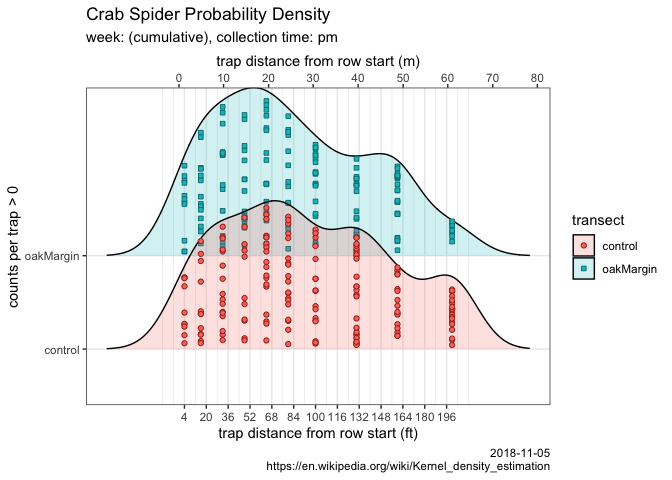 Crab Spider Probability Density
week: (cumulative), collection time: pm
trap distance from row start (m)
0 10 20 30 40 50 60 70 80
counts per trap > 0
oakMargin
control
transect
control
oakMargin
4 20 36 52 68 84 100 116 132 148 164 180 196
trap distance from row start (ft)
2018-11-05
https://en.wikipedia.org/wiki/Kernel_density_estimation